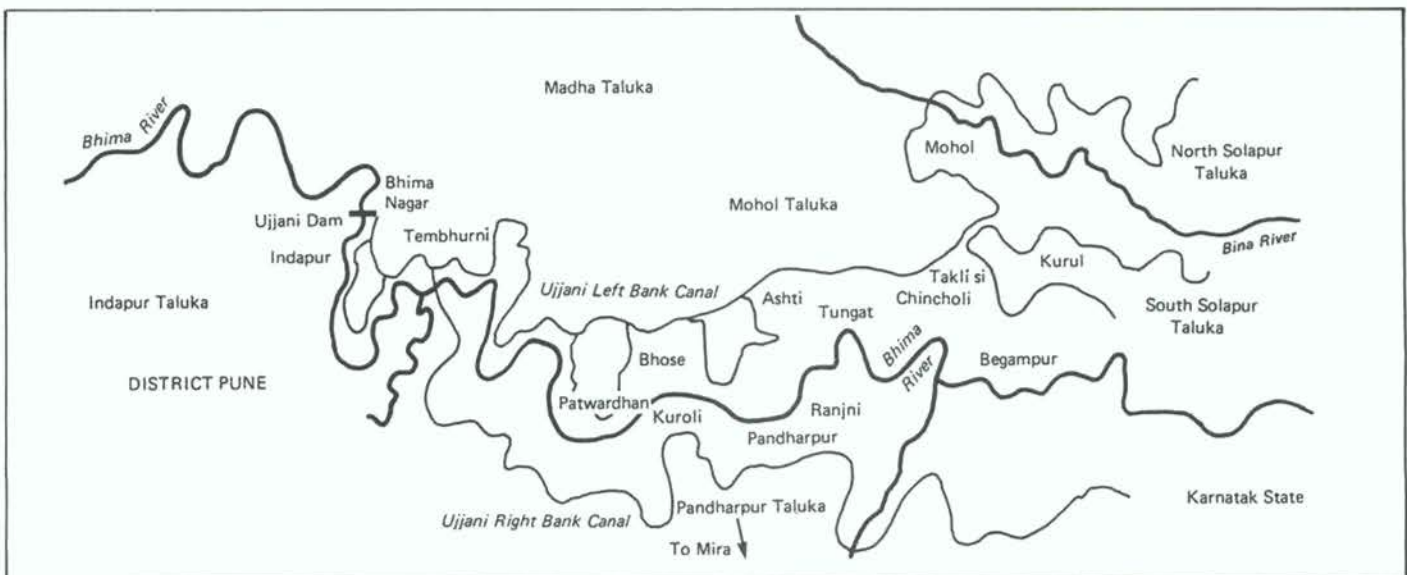 Madha Taluka
Bhima River
Mohol
North Solapur
Taluka
Bhima
Nagar
Ujjani Dam
Mohol Taluka
Tembhurni
Indapur
Bina River
Kurul
Takli si
Chincholi
Ujjani Left Bank Canal
Ashti
Indapur Taluka
South Solapur
Taluka
Tungat
Bhima
River
Bhose
Begampur
DISTRICT PUNE
Patwardhan
Kuroli
Ranjni
Pandharpur
Karnatak State
Pandharpur Taluka
Ujjani Right Bank Canal
To Mira